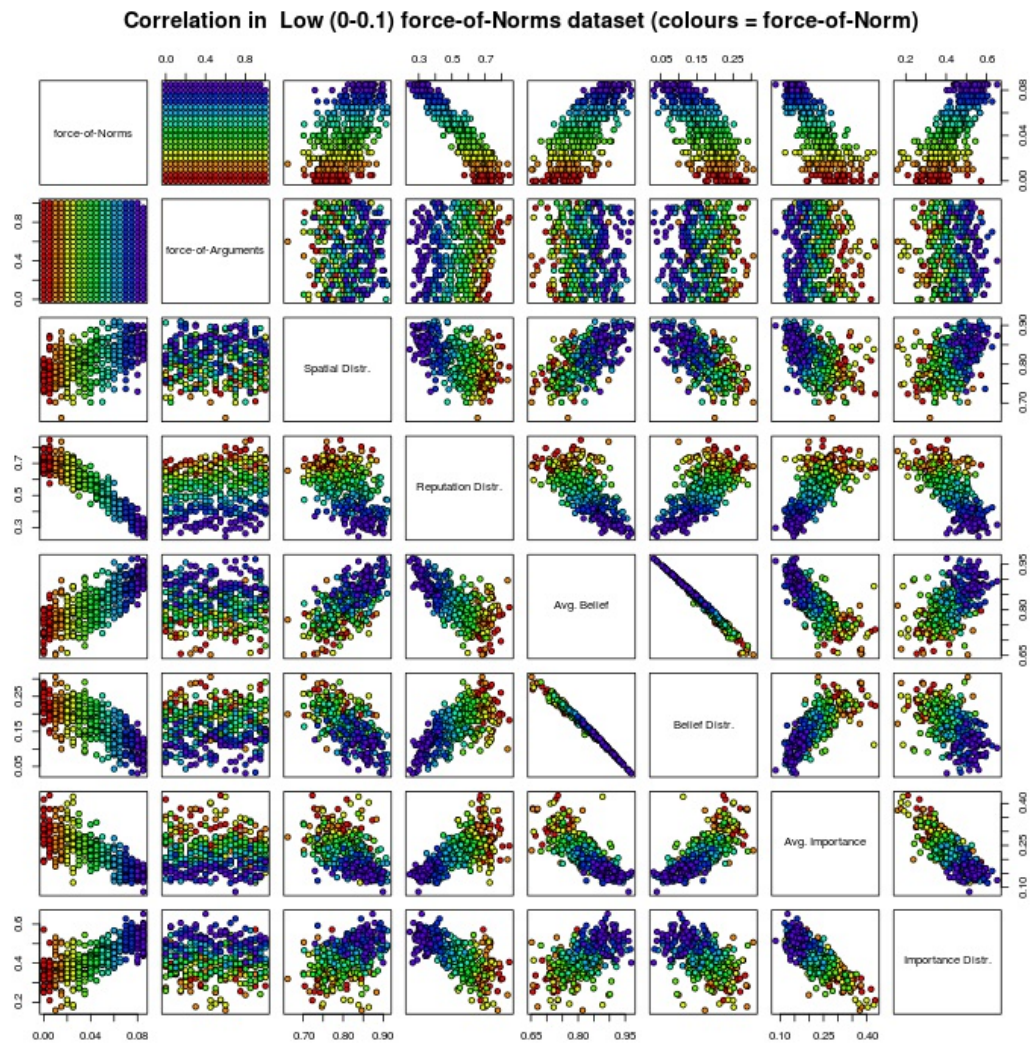 Correlation in Low (0-0.1) force-of-Norms dataset (colours = force-of-Norm)
0.0 0.4 0.8 0.3 0.5 0.7 0.05 0.15 0.25 0.2 0.4 0.6
force-of-Norms
0.00 0.04 0.08
force-of-Arguments
0.0 0.4 0.8
Spatial Distr.
0.70 0.80 0.90
Reputation Distr.
0.3 0.5 0.7
Avg. Belief
0.65 0.80 0.95
Belief Distr.
0.05 0.15 0.25
Avg. Importance
0.10 0.25 0.40
Importance Distr.
0.2 0.4 0.6
0.00 0.04 0.08 0.70 0.80 0.90 0.65 0.80 0.95 0.10 0.25 0.40